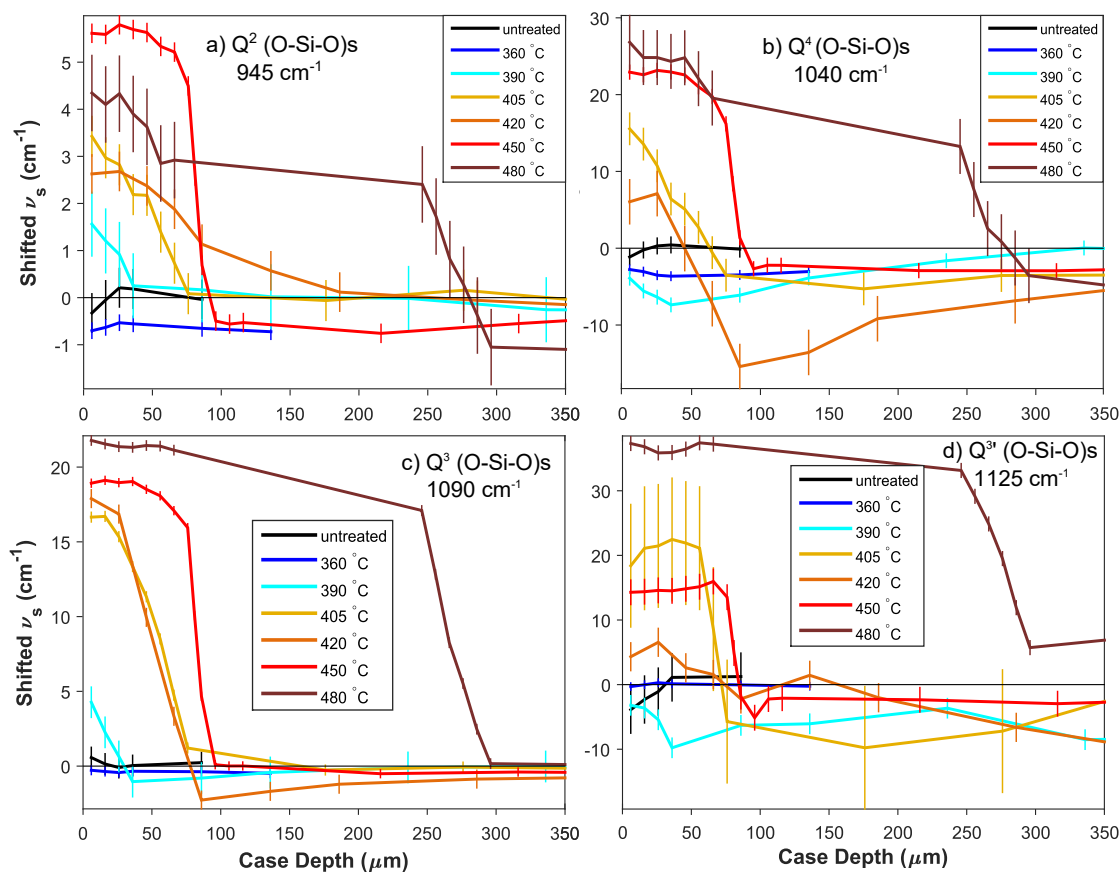 a) Q² (O-Si-O)s
945 cm⁻¹
Shifted ν_s (cm⁻¹)
5
4
3
2
1
0
-1
0
50
100
150
200
250
300
350
untreated
360 °C
390 °C
405 °C
420 °C
450 °C
480 °C
b) Q⁴ (O-Si-O)s
1040 cm⁻¹
30
20
10
0
-10
0
50
100
150
200
250
300
350
untreated
360 °C
390 °C
405 °C
420 °C
450 °C
480 °C
c) Q³ (O-Si-O)s
1090 cm⁻¹
Shifted ν_s (cm⁻¹)
20
15
10
5
0
0
50
100
150
200
250
300
350
Case Depth (μm)
untreated
360 °C
390 °C
405 °C
420 °C
450 °C
480 °C
d) Q³' (O-Si-O)s
1125 cm⁻¹
30
20
10
0
-10
0
50
100
150
200
250
300
350
Case Depth (μm)
untreated
360 °C
390 °C
405 °C
420 °C
450 °C
480 °C